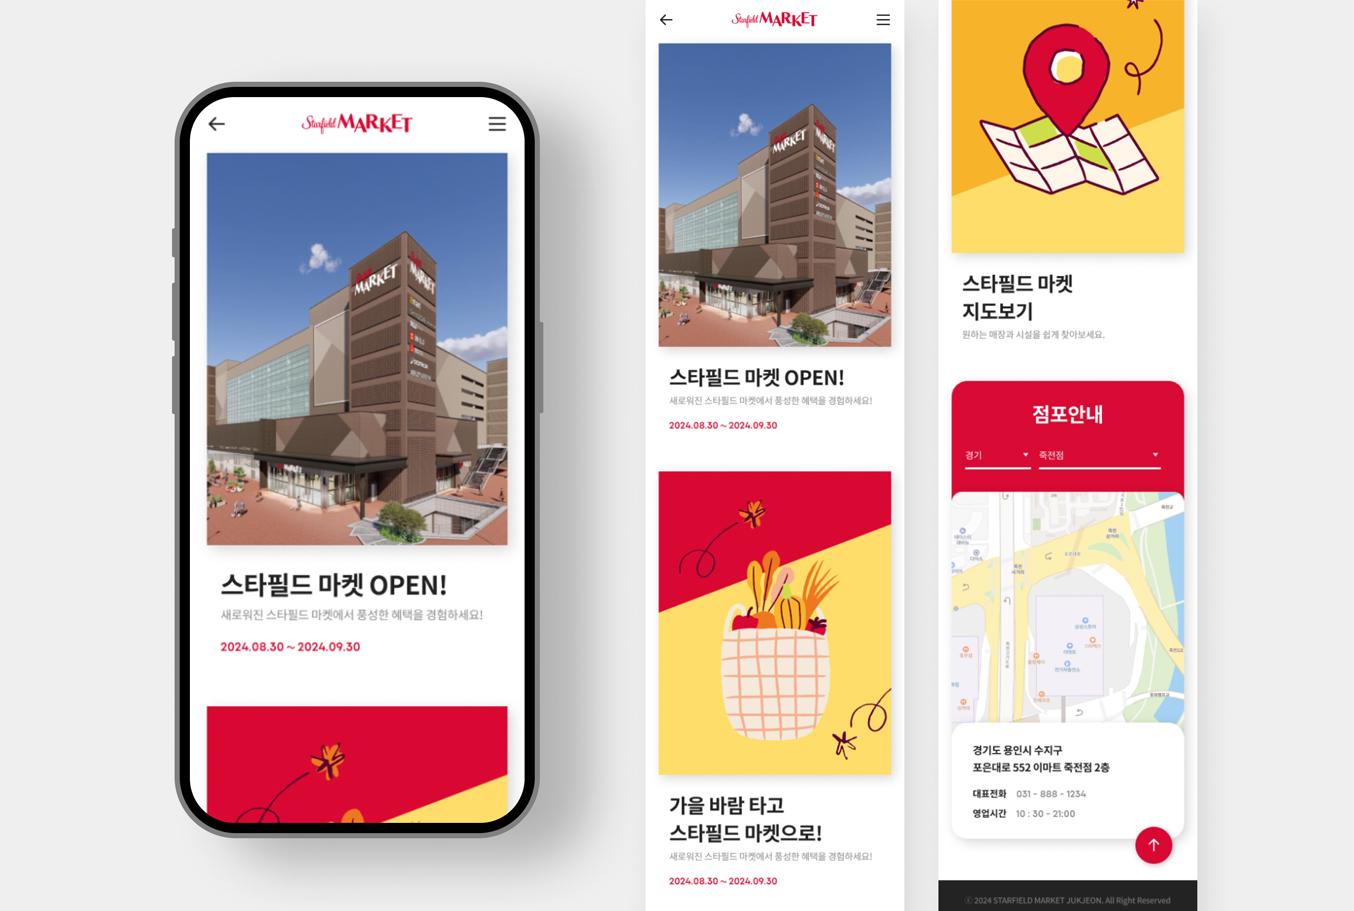 Starfield MARKET
MARKET
MARKET
스타필드 마켓 OPEN!
새로워진 스타필드 마켓에서 풍성한 혜택을 경험하세요!
2024.08.30 ~ 2024.09.30
Starfield MARKET
MARKET
MARKET
스타필드 마켓 OPEN!
새로워진 스타필드 마켓에서 풍성한 혜택을 경험하세요!
2024.08.30 ~ 2024.09.30
가을 바람 타고
스타필드 마켓으로!
새로워진 스타필드 마켓에서 풍성한 혜택을 경험하세요!
2024.08.30 ~ 2024.09.30
스타필드 마켓
지도보기
원하는 매장과 시설을 쉽게 찾아보세요.
점포안내
경기 죽전점
경기도 용인시 수지구
포은대로 552 이마트 죽전점 2층
대표전화 031 - 888 - 1234
영업시간 10 : 30 - 21:00
ⓒ 2024 STARFIELD MARKET JUKJEON. All Right Reserved